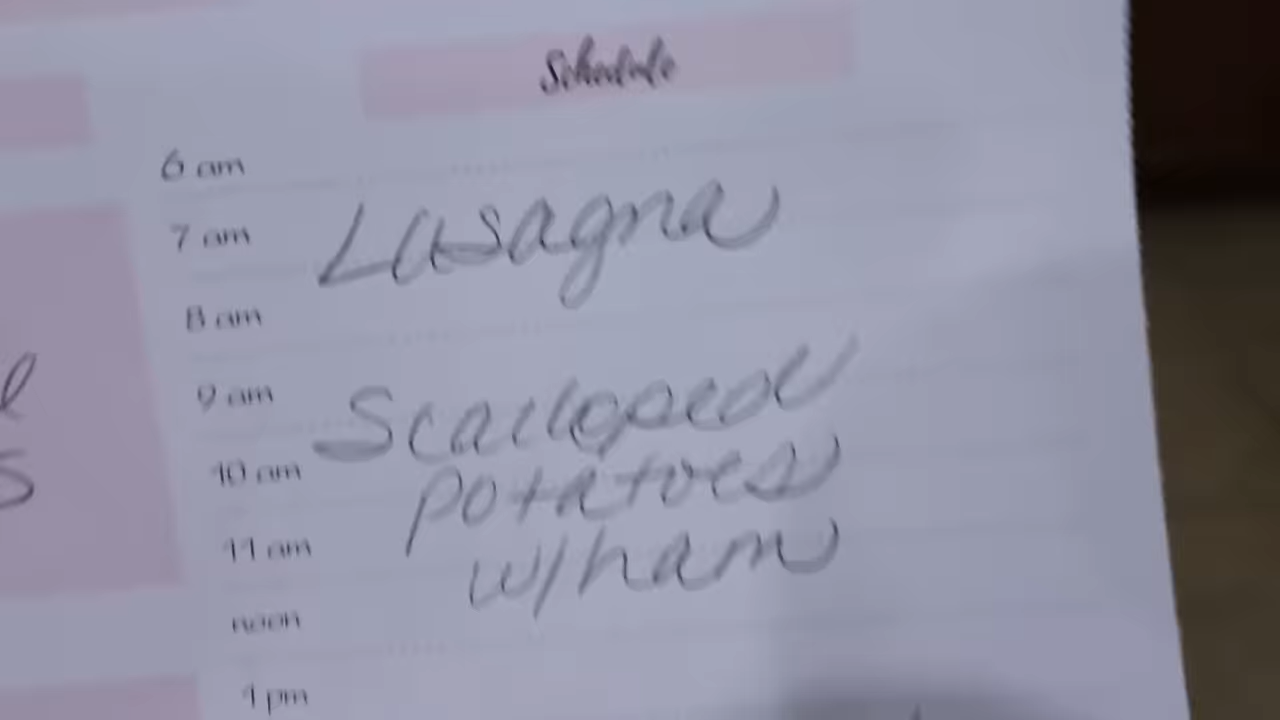 Schedule
6 am
7 am Lasagna
8 am
9 am Scalloped
10 am potatoes
11 am w/ham
noon
1 pm